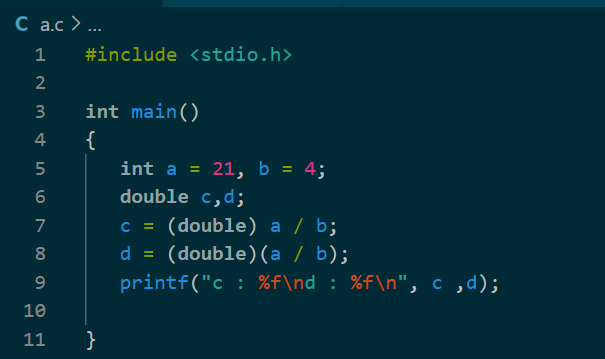 C a.c > ...
1 #include <stdio.h>
2
3 int main()
4 {
5 int a = 21, b = 4;
6 double c,d;
7 c = (double) a / b;
8 d = (double)(a / b);
9 printf("c : %f\nd : %f\n", c ,d);
10
11 }